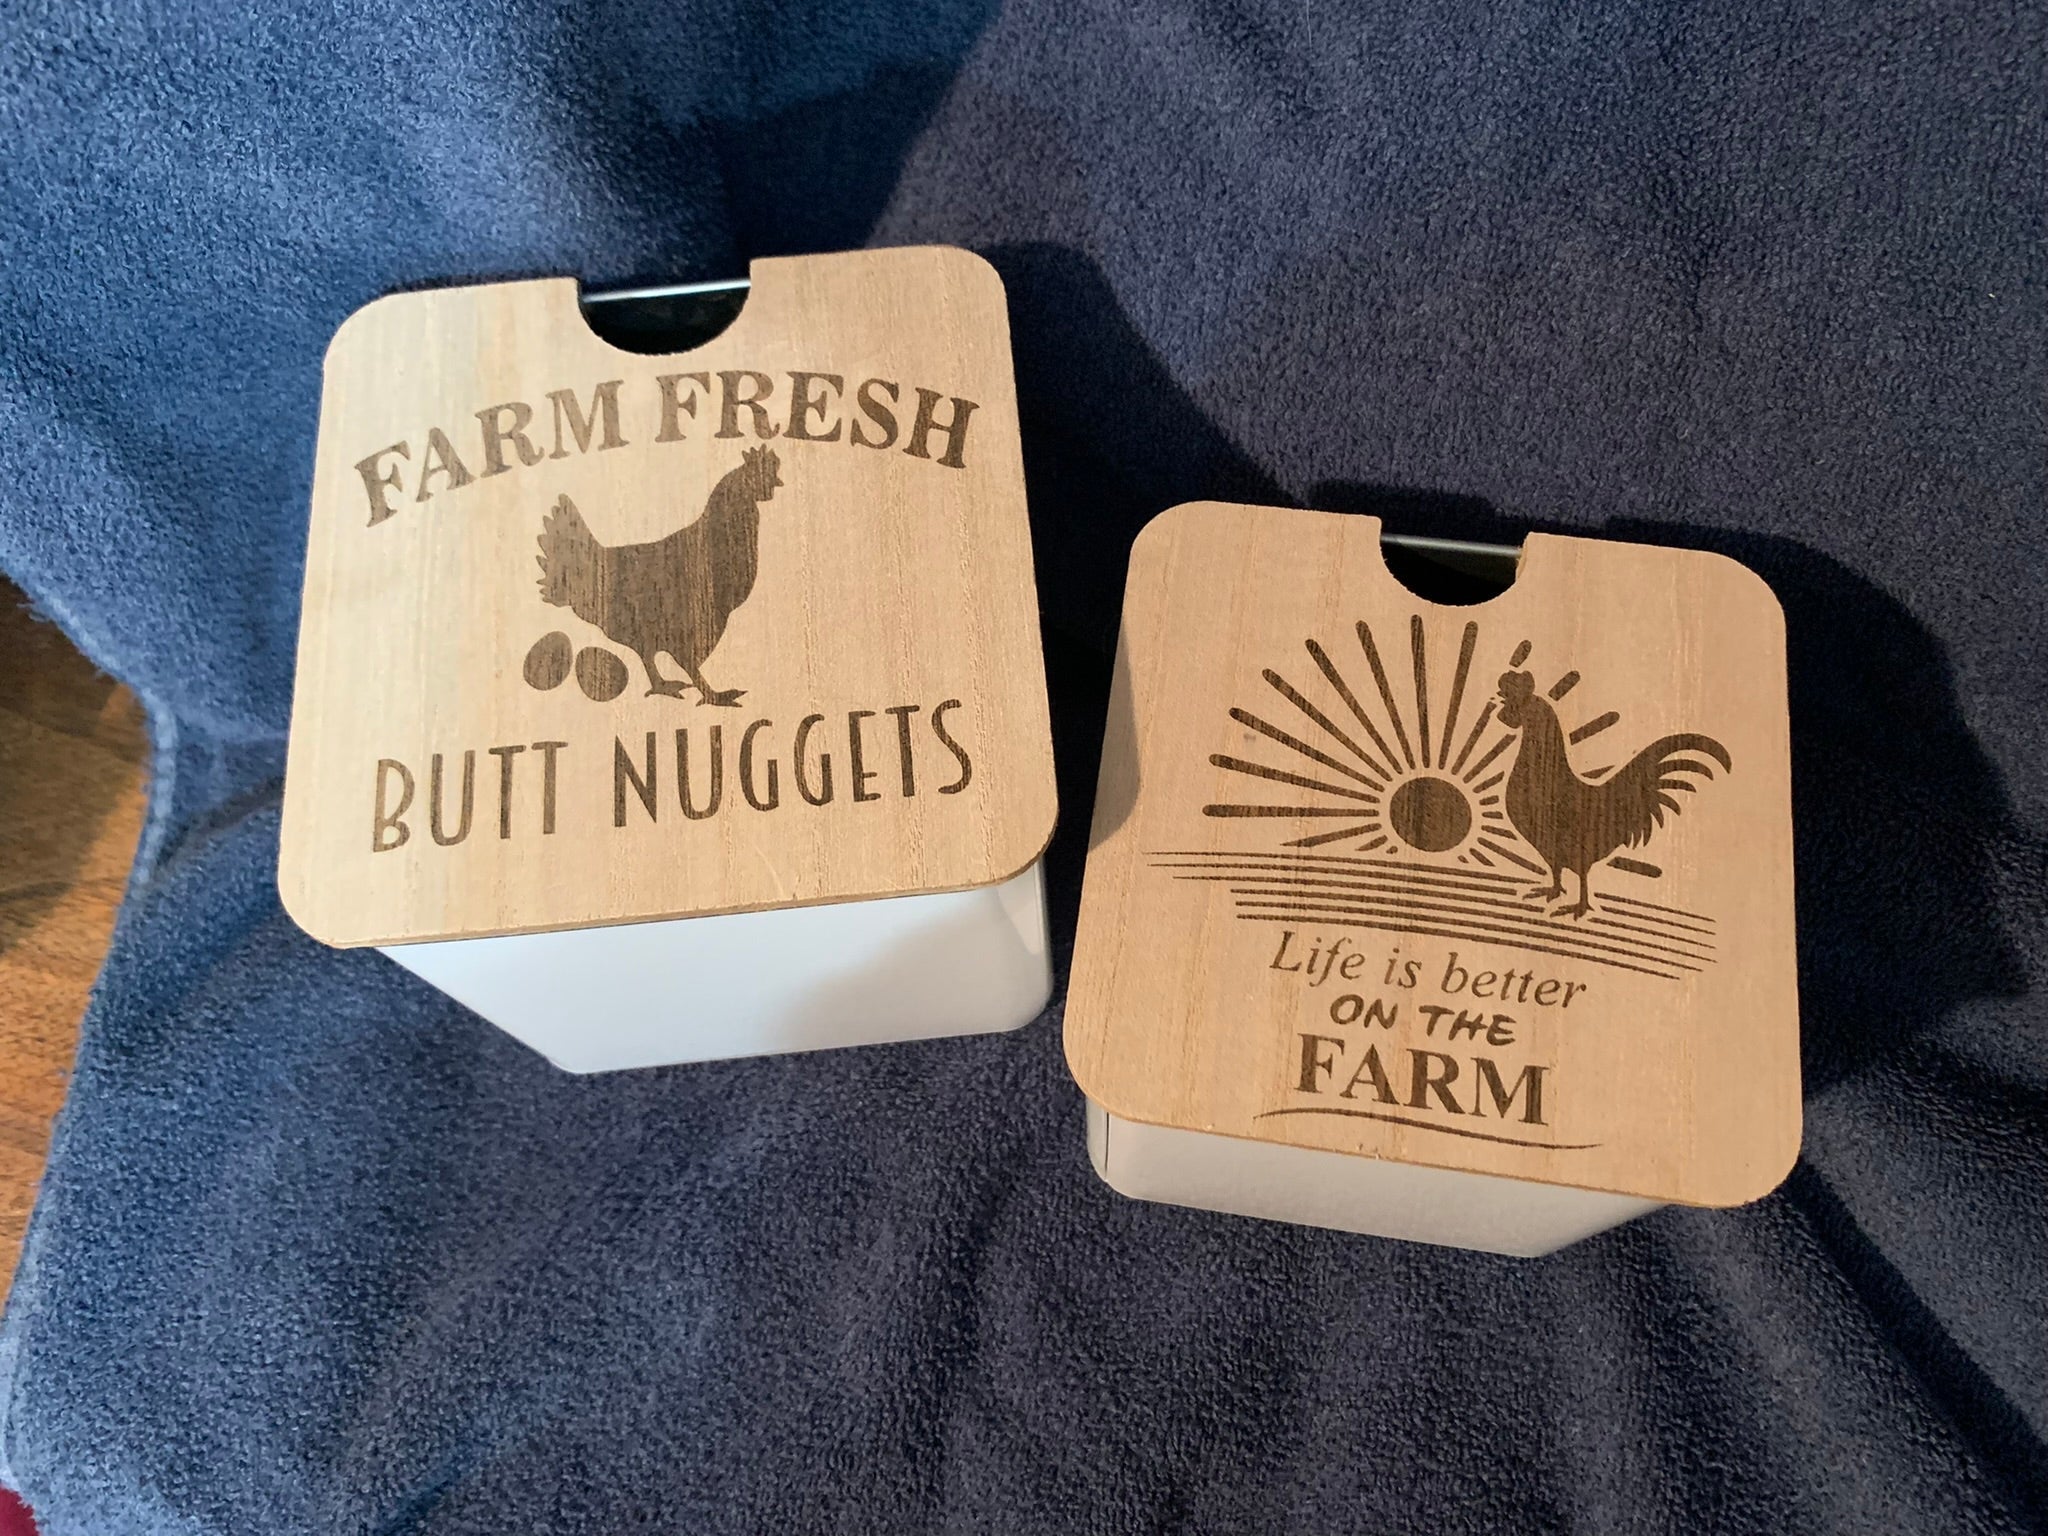 FARM FRESH
BUTT NUGGETS
Life is better
ON THE
FARM